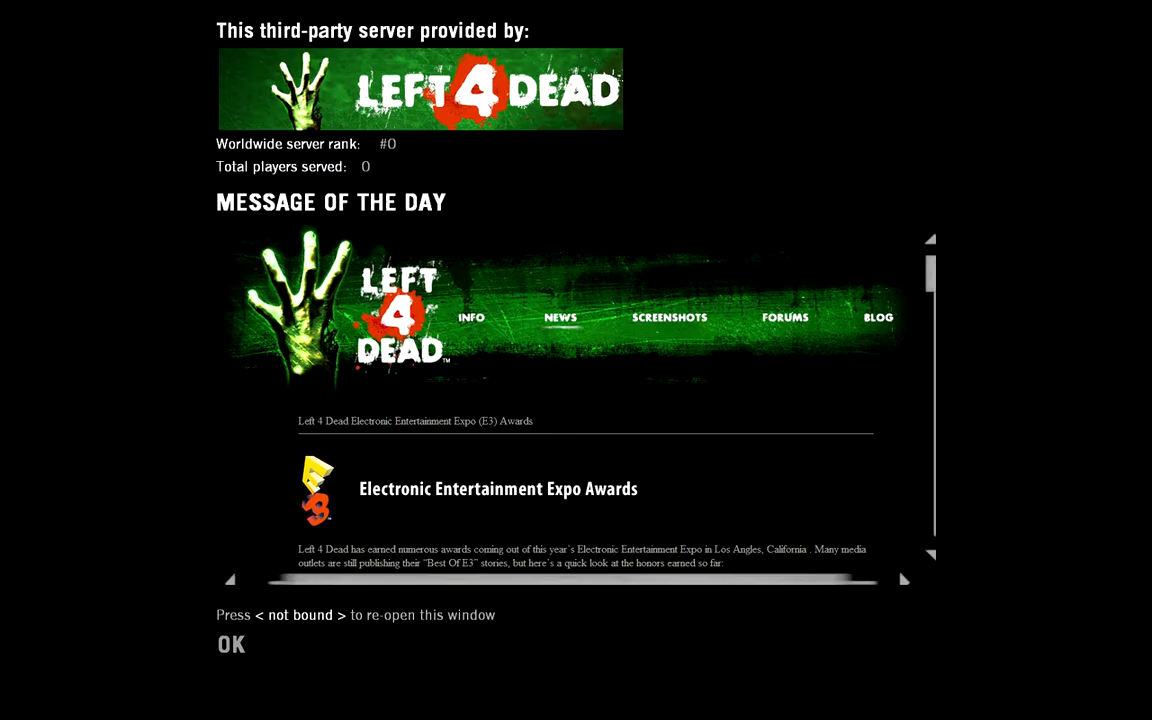 This third-party server provided by:
LEFT 4 DEAD
Worldwide server rank: #0
Total players served: 0
MESSAGE OF THE DAY
LEFT
4
DEAD™
INFO NEWS SCREENSHOTS FORUMS BLOG
Left 4 Dead Electronic Entertainment Expo (E3) Awards
E3™
Electronic Entertainment Expo Awards
Left 4 Dead has earned numerous awards coming out of this year's Electronic Entertainment Expo in Los Angles, California . Many media
outlets are still publishing their "Best Of E3" stories, but here's a quick look at the honors earned so far:
Press < not bound > to re-open this window
OK